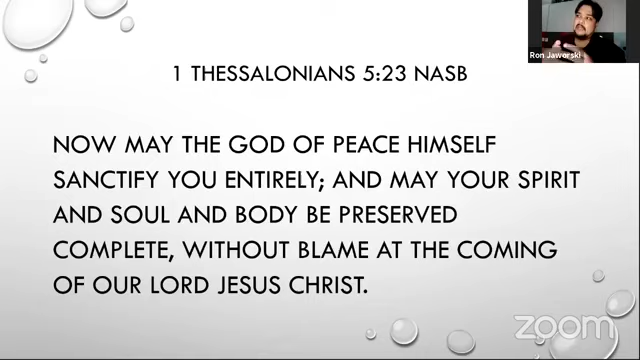 1 THESSALONIANS 5:23 NASB
NOW MAY THE GOD OF PEACE HIMSELF
SANCTIFY YOU ENTIRELY; AND MAY YOUR SPIRIT
AND SOUL AND BODY BE PRESERVED
COMPLETE, WITHOUT BLAME AT THE COMING
OF OUR LORD JESUS CHRIST.
Ron Jaworski
zoom